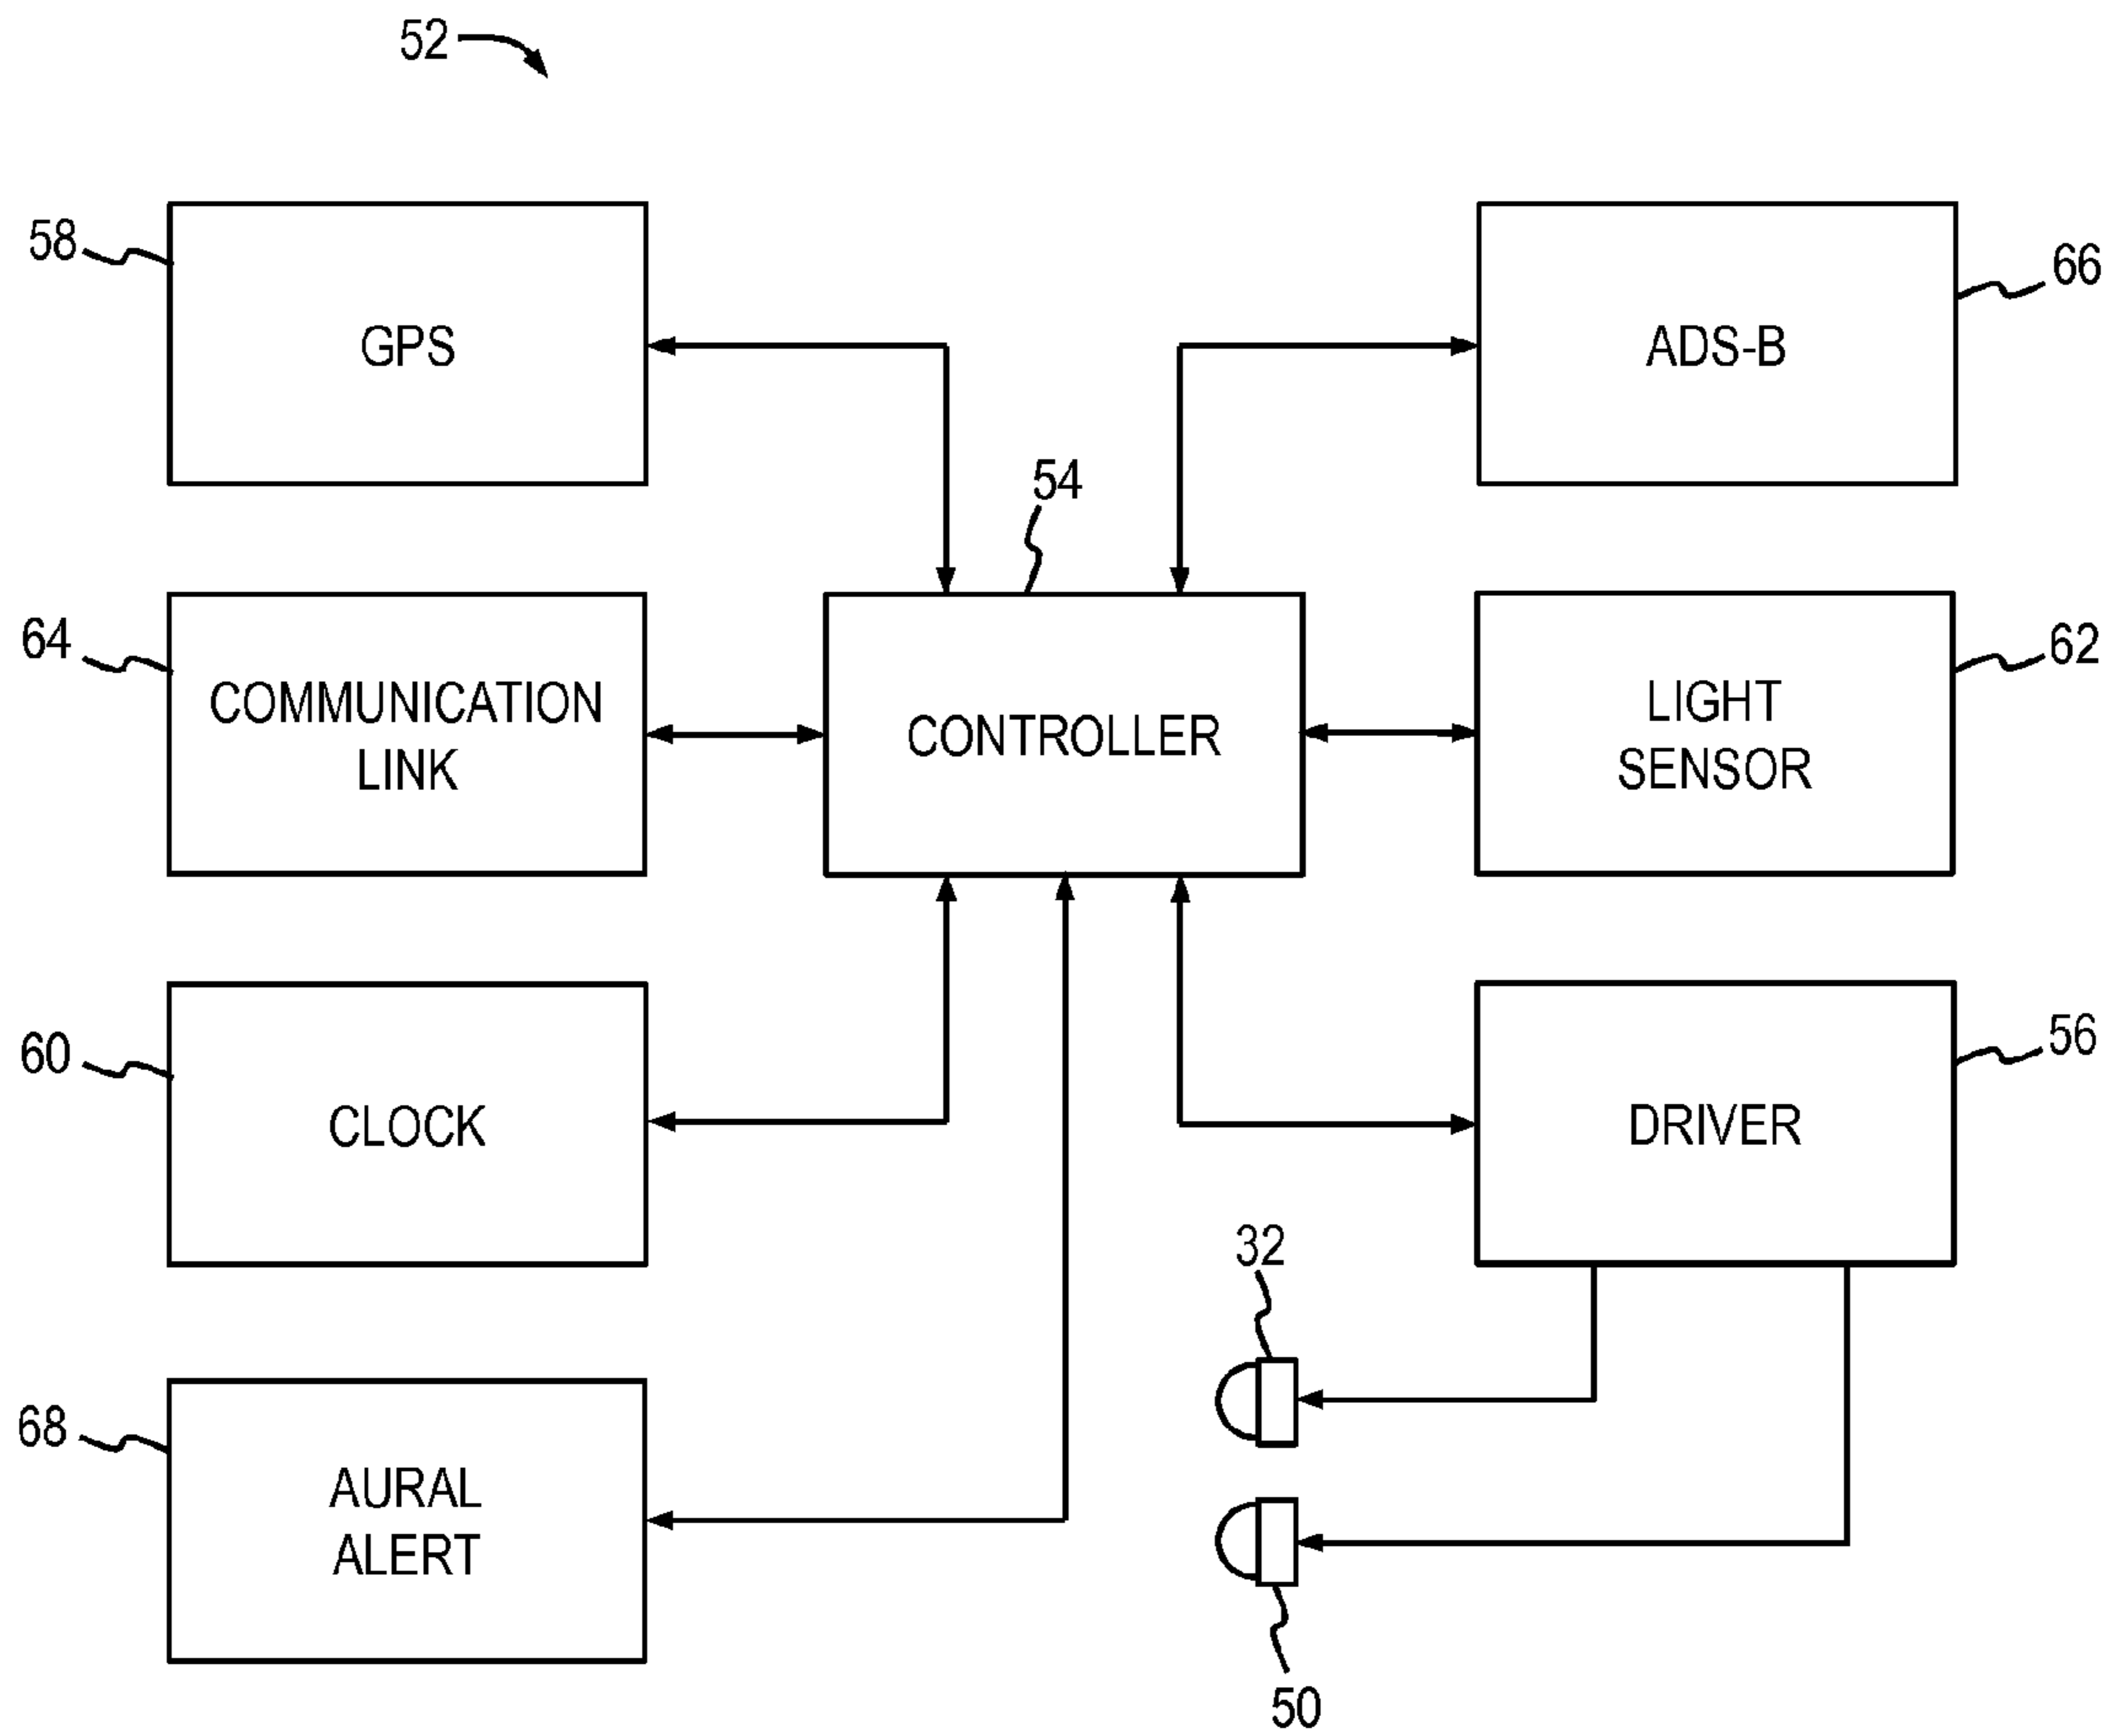 52
58
GPS
66
ADS-B
54
64
COMMUNICATION
LINK
CONTROLLER
62
LIGHT
SENSOR
60
CLOCK
56
DRIVER
32
68
AURAL
ALERT
50